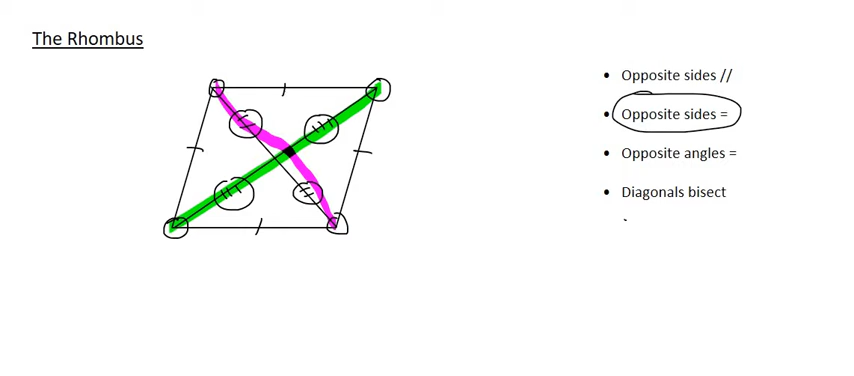 The Rhombus
• Opposite sides //
• Opposite sides =
• Opposite angles =
• Diagonals bisect